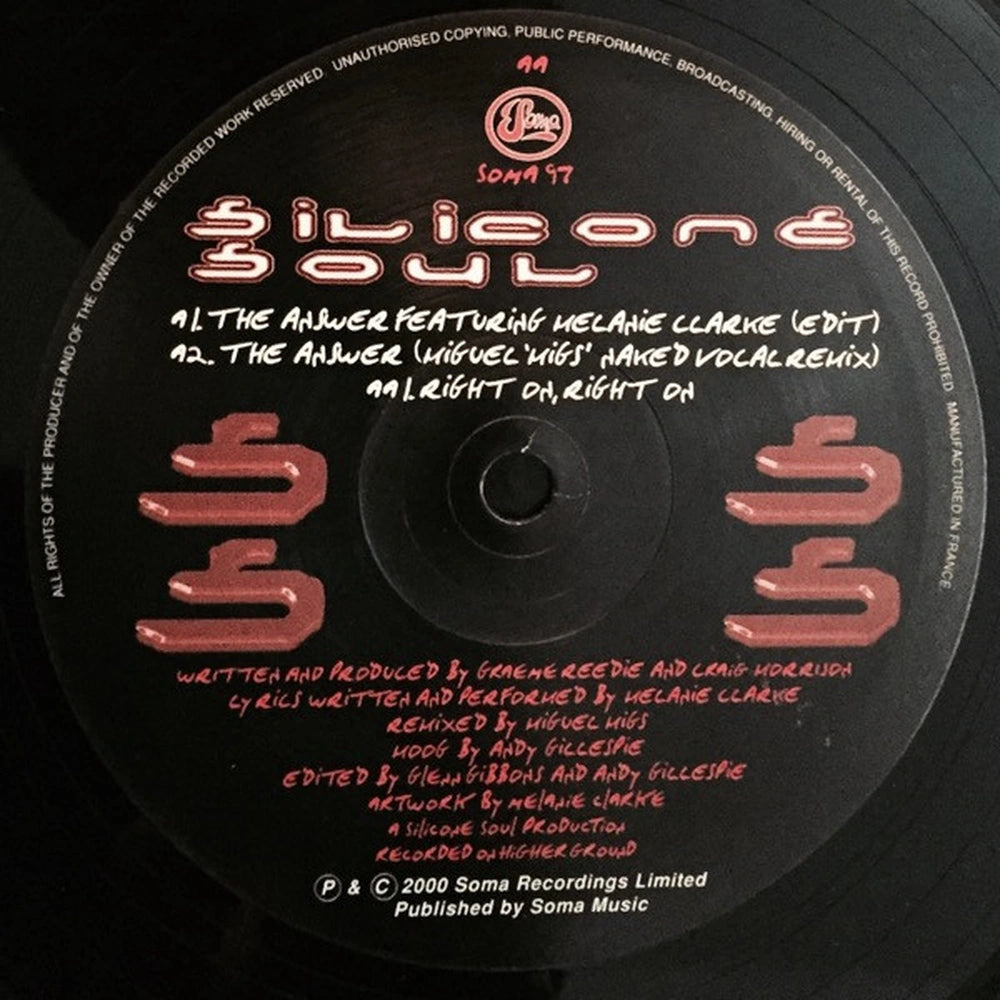 ALL RIGHTS OF THE PRODUCER AND OF THE OWNER OF THE RECORDED WORK RESERVED. UNAUTHORISED COPYING, PUBLIC PERFORMANCE, BROADCASTING, HIRING OR RENTAL OF THIS RECORD PROHIBITED. MANUFACTURED IN FRANCE
AA
Soma
SOMA 97
SILICONE
SOUL
A1. THE ANSWER FEATURING MELANIE CLARKE (EDIT)
A2. THE ANSWER (MIGUEL 'MIGS' NAKED VOCAL REMIX)
AA1. RIGHT ON, RIGHT ON
WRITTEN AND PRODUCED BY GRAEME REEDIE AND CRAIG MORRISON
LYRICS WRITTEN AND PERFORMED BY MELANIE CLARKE
REMIXED BY MIGUEL MIGS
MOOG BY ANDY GILLESPIE
EDITED BY GLENN GIBBONS AND ANDY GILLESPIE
ARTWORK BY MELANIE CLARKE
A SILICONE SOUL PRODUCTION
RECORDED ON HIGHER GROUND
Ⓟ & Ⓒ 2000 Soma Recordings Limited
Published by Soma Music